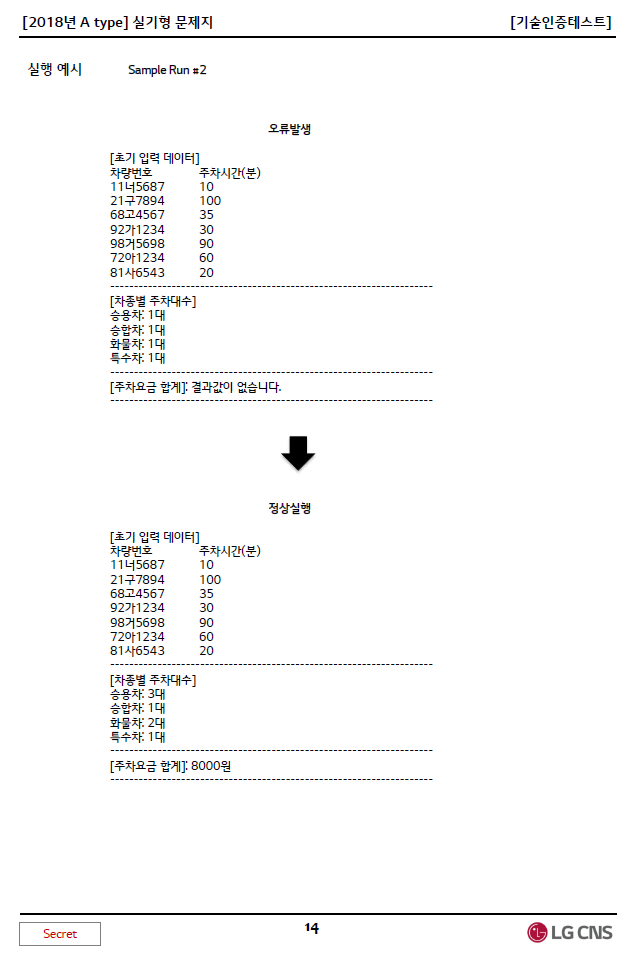 [2018년 A type] 실기형 문제지 [기술인증테스트]
실행 예시 Sample Run #2
오류발생
[초기 입력 데이터]
차량번호 주차시간(분)
11너5687 10
21구7894 100
68고4567 35
92가1234 30
98거5698 90
72아1234 60
81사6543 20
--------------------------------------------------------------------
[차종별 주차대수]
승용차: 1대
승합차: 1대
화물차: 1대
특수차: 1대
--------------------------------------------------------------------
[주차요금 합계]: 결과값이 없습니다.
--------------------------------------------------------------------
정상실행
[초기 입력 데이터]
차량번호 주차시간(분)
11너5687 10
21구7894 100
68고4567 35
92가1234 30
98거5698 90
72아1234 60
81사6543 20
--------------------------------------------------------------------
[차종별 주차대수]
승용차: 3대
승합차: 1대
화물차: 2대
특수차: 1대
--------------------------------------------------------------------
[주차요금 합계]: 8000원
--------------------------------------------------------------------
Secret 14 LG CNS